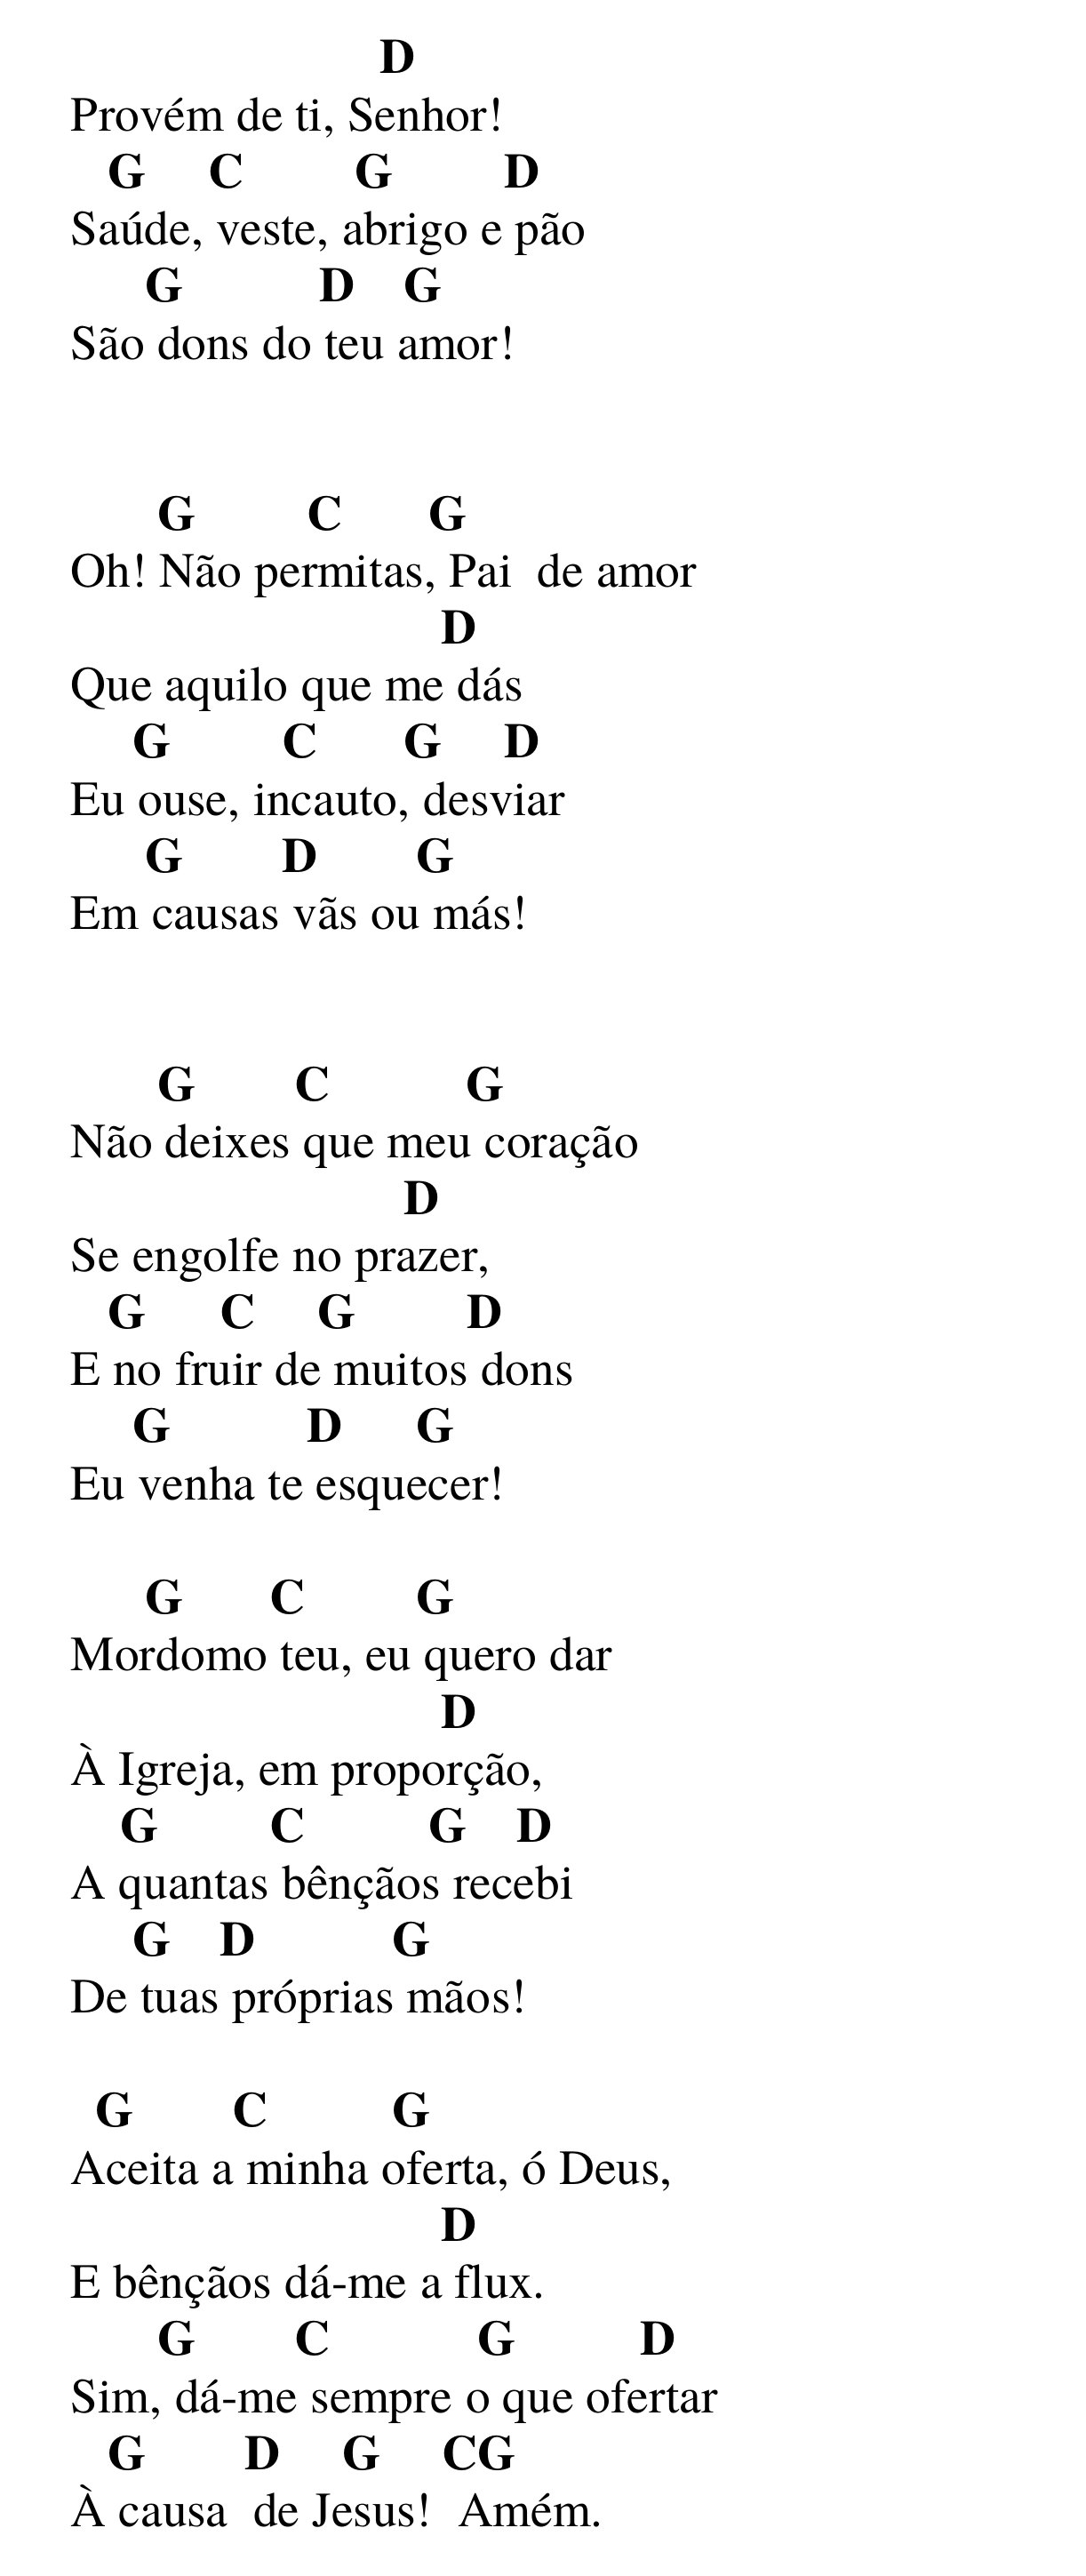 D
Provém de ti, Senhor!
G C G D
Saúde, veste, abrigo e pão
G D G
São dons do teu amor!
G C G
Oh! Não permitas, Pai de amor
D
Que aquilo que me dás
G C G D
Eu ouse, incauto, desviar
G D G
Em causas vãs ou más!
G C G
Não deixes que meu coração
D
Se engolfe no prazer,
G C G D
E no fruir de muitos dons
G D G
Eu venha te esquecer!
G C G
Mordomo teu, eu quero dar
D
À Igreja, em proporção,
G C G D
A quantas bênçãos recebi
G D G
De tuas próprias mãos!
G C G
Aceita a minha oferta, ó Deus,
D
E bênçãos dá-me a flux.
G C G D
Sim, dá-me sempre o que ofertar
G D G CG
À causa de Jesus! Amém.